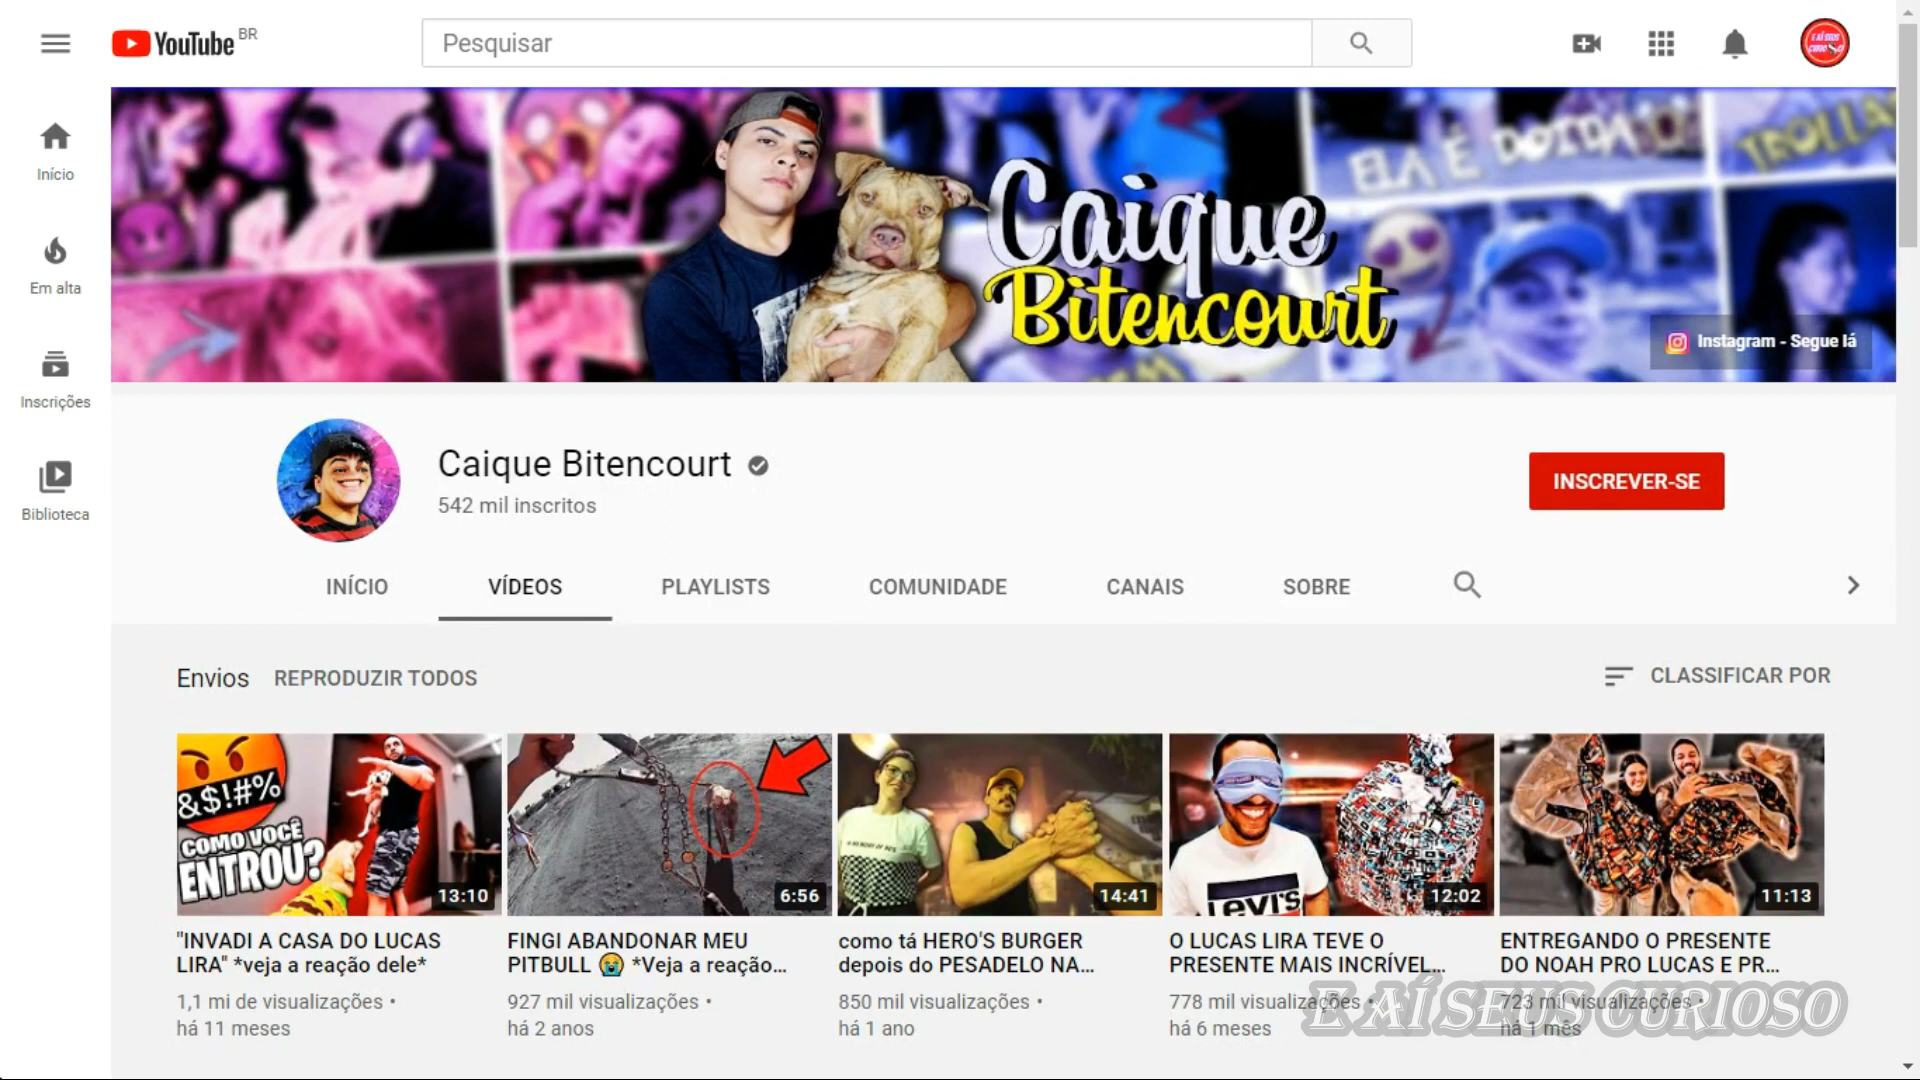 YouTube BR
Pesquisar
Início
Em alta
Inscrições
Biblioteca
ELA É DOIDA
TROLLA
Caique
Bitencourt
Instagram - Segue lá
Caique Bitencourt
542 mil inscritos
INSCREVER-SE
INÍCIO VÍDEOS PLAYLISTS COMUNIDADE CANAIS SOBRE
Envios REPRODUZIR TODOS
CLASSIFICAR POR
&$!#%
COMO VOCÊ
ENTROU?
13:10
6:56
14:41
LEVI'S
12:02
11:13
"INVADI A CASA DO LUCAS
LIRA" *veja a reação dele*
1,1 mi de visualizações •
há 11 meses
FINGI ABANDONAR MEU
PITBULL 😭 *Veja a reação...
927 mil visualizações •
há 2 anos
como tá HERO'S BURGER
depois do PESADELO NA...
850 mil visualizações •
há 1 ano
O LUCAS LIRA TEVE O
PRESENTE MAIS INCRÍVEL...
778 mil visualizações •
há 6 meses
ENTREGANDO O PRESENTE
DO NOAH PRO LUCAS E PR...
723 mil visualizações •
há 1 mês
E AÍ SEUS CURIOSO